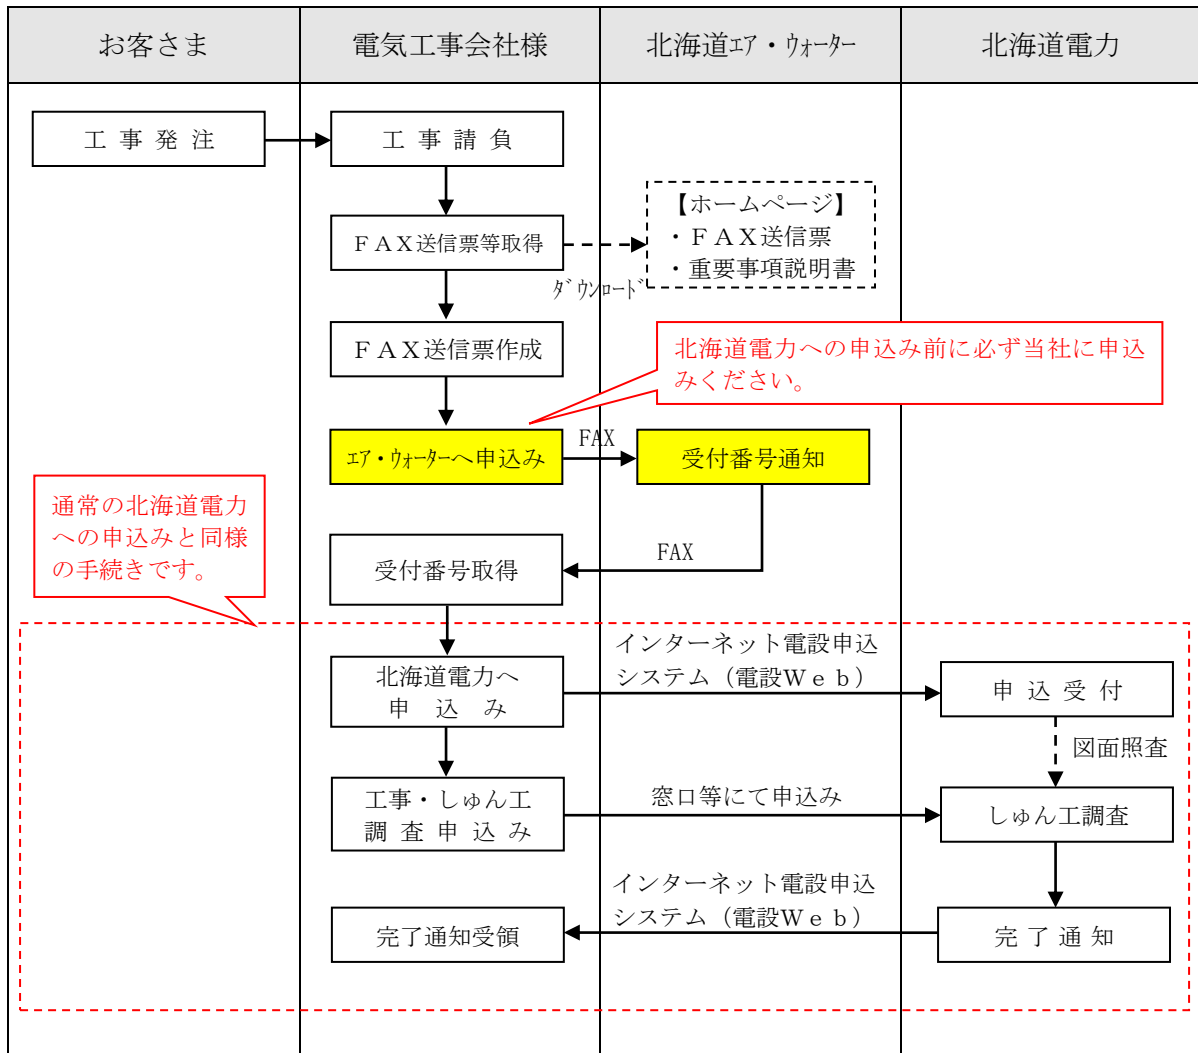 お客さま
電気工事会社様
北海道ｴｱ・ｳｫｰﾀｰ
北海道電力
工 事 発 注
工 事 請 負
ＦＡＸ送信票等取得
ﾀﾞｳﾝﾛｰﾄﾞ
【ホームページ】
・ＦＡＸ送信票
・重要事項説明書
ＦＡＸ送信票作成
北海道電力への申込み前に必ず当社に申込
みください。
ｴｱ・ｳｫｰﾀｰへ申込み
FAX
受付番号通知
通常の北海道電力
への申込みと同様
の手続きです。
受付番号取得
FAX
北海道電力へ
申 込 み
インターネット電設申込
システム（電設Ｗｅｂ）
申 込 受 付
図面照査
工事・しゅん工
調 査 申 込 み
窓口等にて申込み
しゅん工調査
インターネット電設申込
システム（電設Ｗｅｂ）
完了通知受領
完 了 通 知